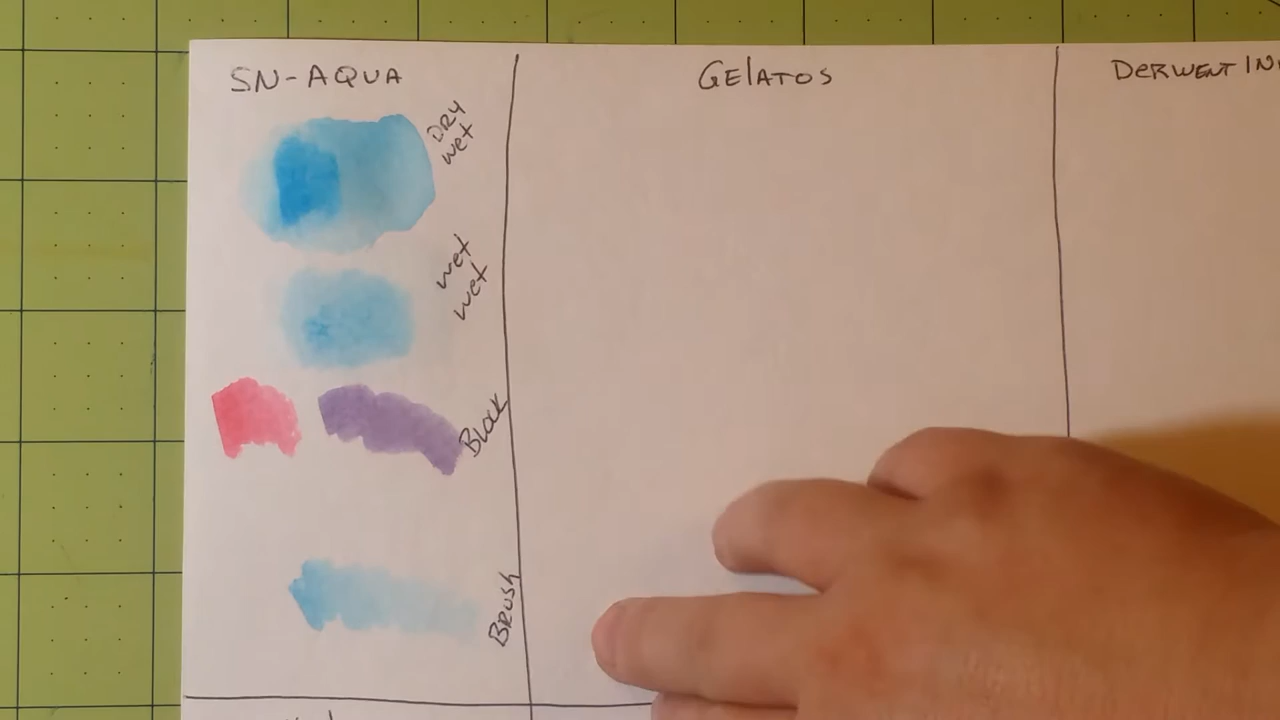 SN-AQUA
GElATOS
DERWENT IN
DRY
wet
wet
wet
Block
Brush